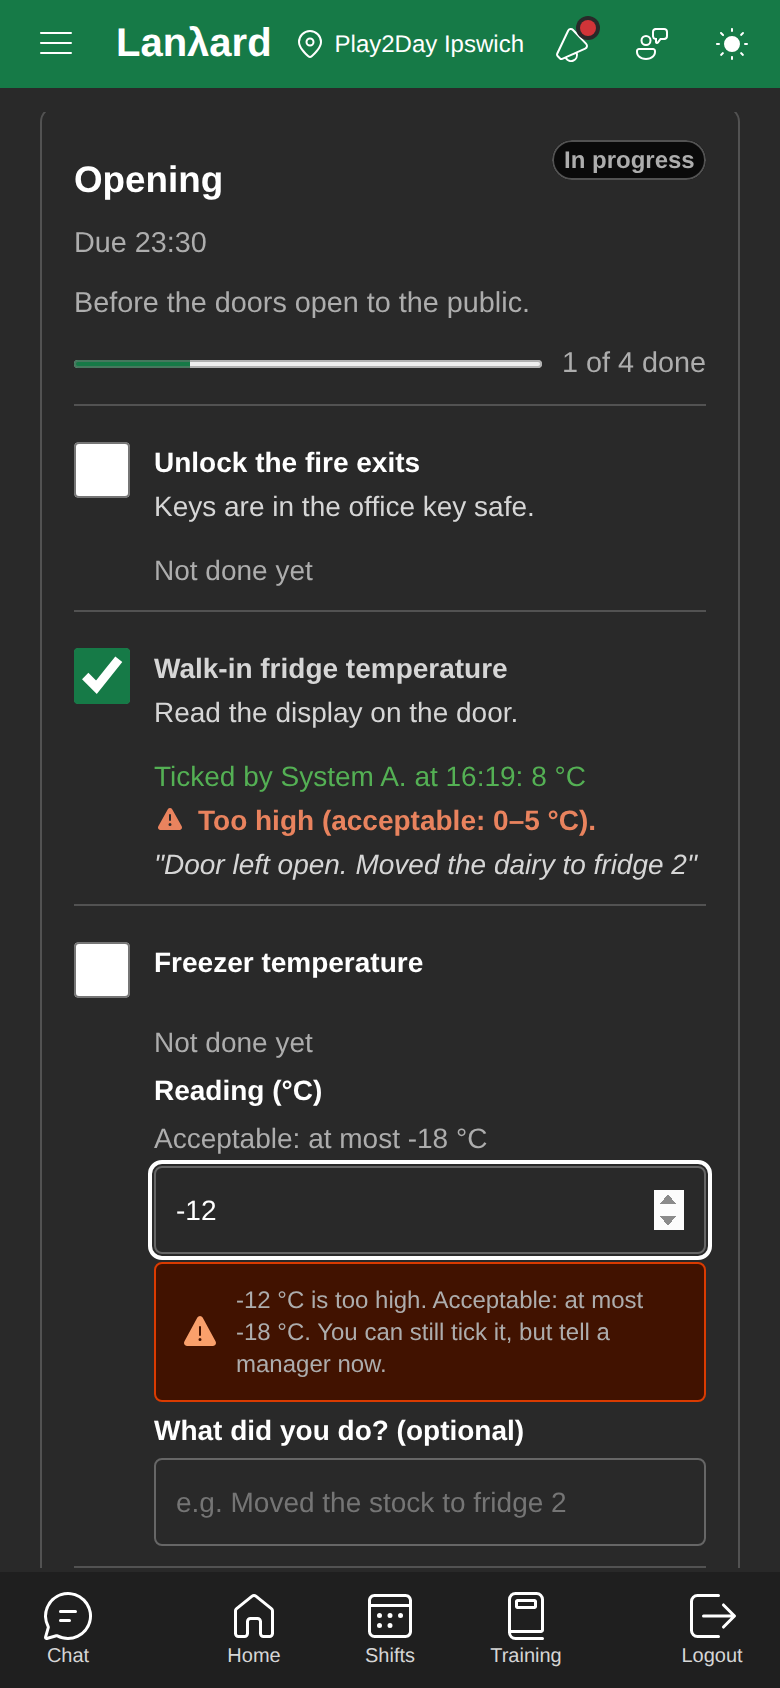 Lanλard
Play2Day Ipswich
Opening
In progress
Due 23:30
Before the doors open to the public.
1 of 4 done
Unlock the fire exits
Keys are in the office key safe.
Not done yet
Walk-in fridge temperature
Read the display on the door.
Ticked by System A. at 16:19: 8 °C
Too high (acceptable: 0–5 °C).
"Door left open. Moved the dairy to fridge 2"
Freezer temperature
Not done yet
Reading (°C)
Acceptable: at most -18 °C
-12
-12 °C is too high. Acceptable: at most
-18 °C. You can still tick it, but tell a
manager now.
What did you do? (optional)
e.g. Moved the stock to fridge 2
Chat
Home
Shifts
Training
Logout